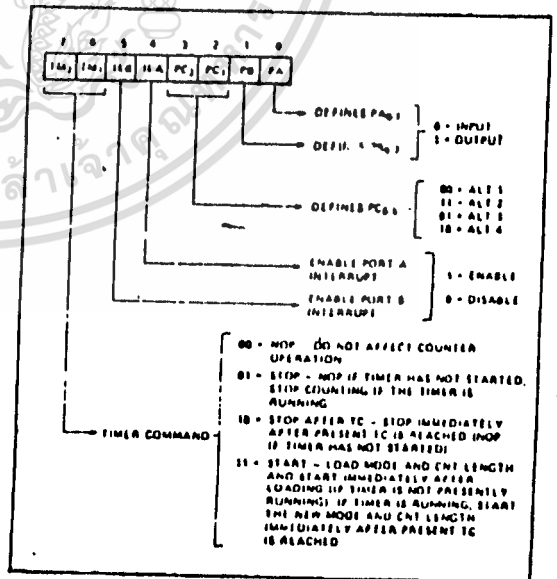 7 6 5 4 3 2 1 0
TM2 TM1 IEB IEA PC2 PC1 PB PA
DEFINES PA0-7
0 = INPUT
1 = OUTPUT
DEFINES PC0-5
00 = ALT 1
11 = ALT 2
01 = ALT 3
10 = ALT 4
ENABLE PORT A
INTERRUPT
1 = ENABLE
ENABLE PORT B
INTERRUPT
0 = DISABLE
TIMER COMMAND
00 = NOP - DO NOT AFFECT COUNTER
OPERATION
01 = STOP - NOP IF TIMER HAS NOT STARTED,
STOP COUNTING IF THE TIMER IS
RUNNING
10 = STOP AFTER TC - STOP IMMEDIATELY
AFTER PRESENT TC IS REACHED (NOP
IF TIMER HAS NOT STARTED)
11 = START - LOAD MODE AND CNT LENGTH
AND START IMMEDIATELY AFTER
LOADING (IF TIMER IS NOT PRESENTLY
RUNNING). IF TIMER IS RUNNING, START
THE NEW MODE AND CNT LENGTH
IMMEDIATELY AFTER PRESENT TC
IS REACHED